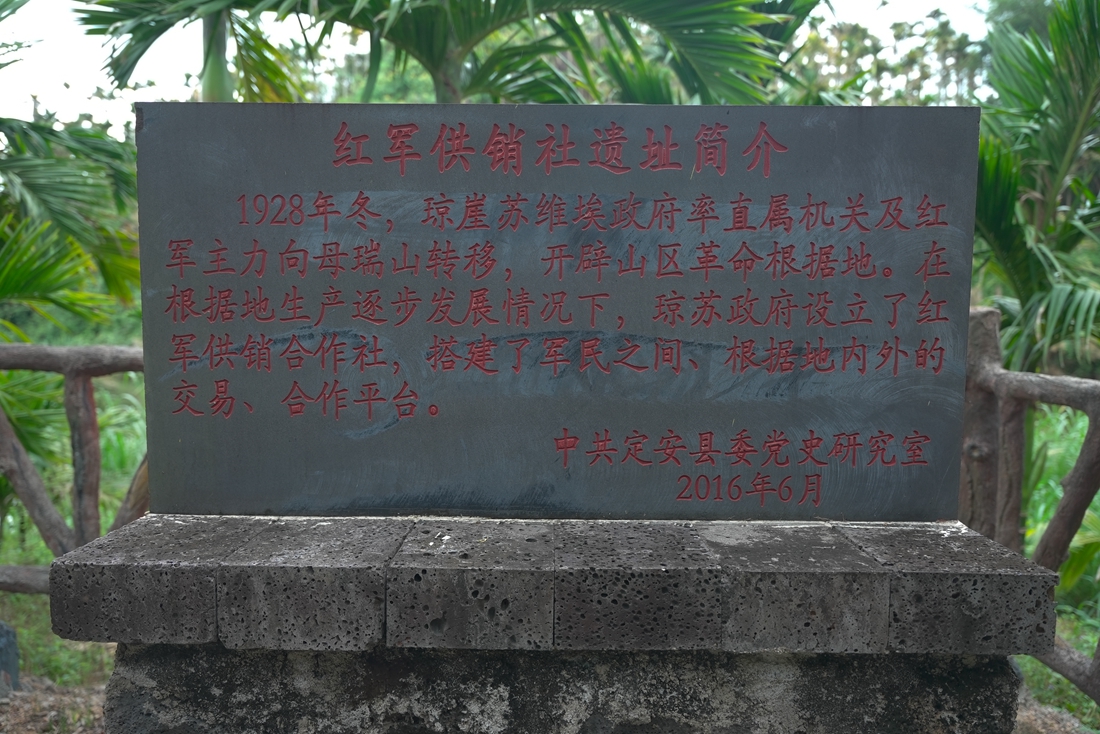 红军供销社遗址简介
1928年冬，琼崖苏维埃政府率直属机关及红
军主力向母瑞山转移，开辟山区革命根据地。在
根据地生产逐步发展情况下，琼苏政府设立了红
军供销合作社，搭建了军民之间、根据地内外的
交易、合作平台。
中共定安县委党史研究室
2016年6月